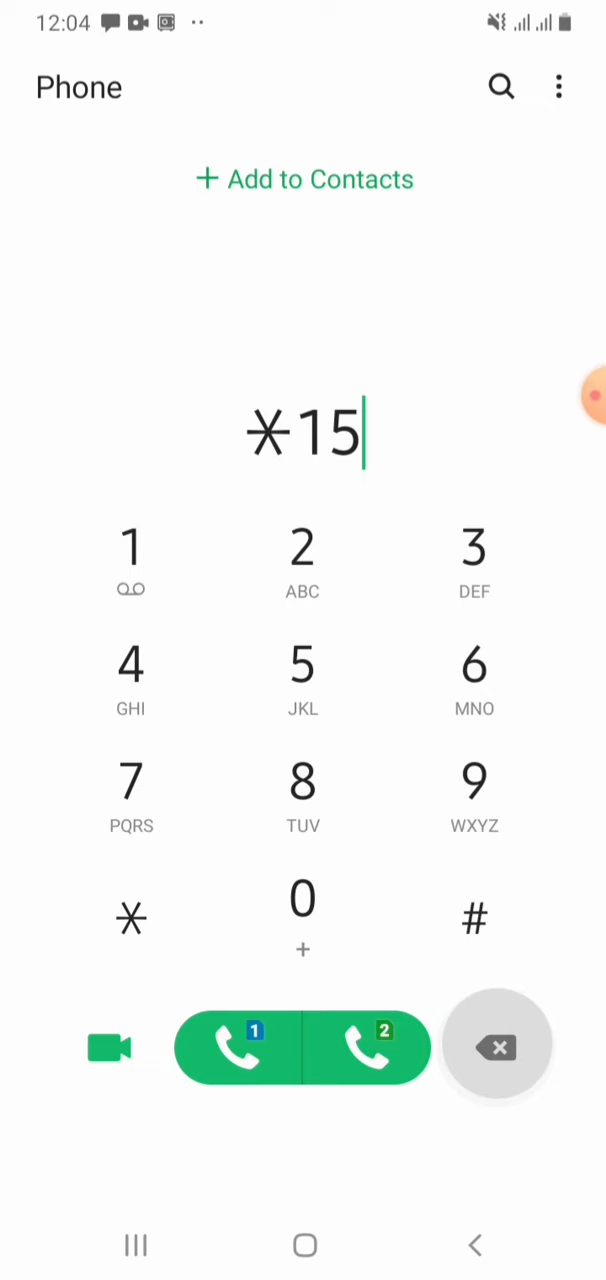 12:04
Phone
+ Add to Contacts
*15
1 2 3
ABC DEF
4 5 6
GHI JKL MNO
7 8 9
PQRS TUV WXYZ
* 0 #
+
1 2